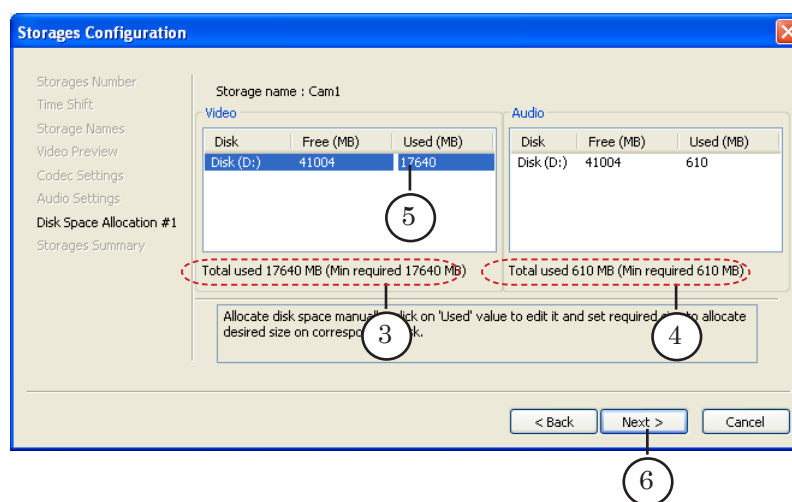 Storages Configuration
Storages Number
Time Shift
Storage Names
Video Preview
Codec Settings
Audio Settings
Disk Space Allocation #1
Storages Summary
Storage name : Cam1
Video
Disk Free (MB) Used (MB)
Disk (D:) 41004 17640
5
Total used 17640 MB (Min required 17640 MB)
Audio
Disk Free (MB) Used (MB)
Disk (D:) 41004 610
Total used 610 MB (Min required 610 MB)
3
4
Allocate disk space manually click on 'Used' value to edit it and set required to allocate
desired size on
< Back Next > Cancel
6